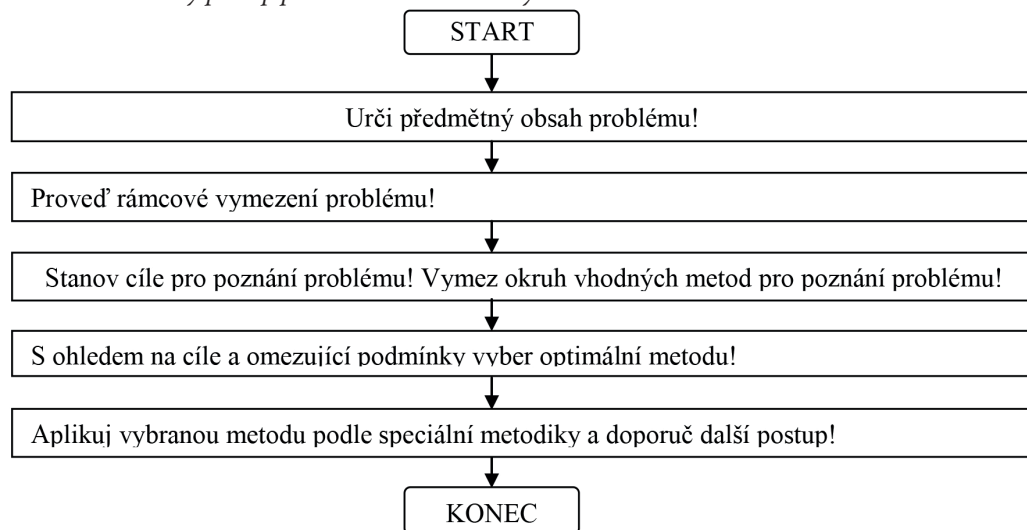 START
Urči předmětný obsah problému!
Proveď rámcové vymezení problému!
Stanov cíle pro poznání problému! Vymez okruh vhodných metod pro poznání problému!
S ohledem na cíle a omezující podmínky vyber optimální metodu!
Aplikuj vybranou metodu podle speciální metodiky a doporuč další postup!
KONEC